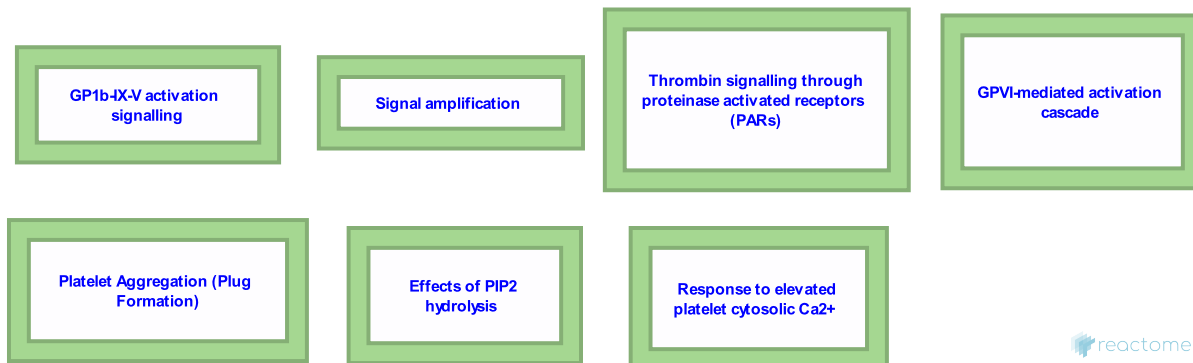 GP1b-IX-V activation
signalling
Signal amplification
Thrombin signalling through
proteinase activated receptors
(PARs)
GPVI-mediated activation
cascade
Platelet Aggregation (Plug
Formation)
Effects of PIP2
hydrolysis
Response to elevated
platelet cytosolic Ca2+
reactome